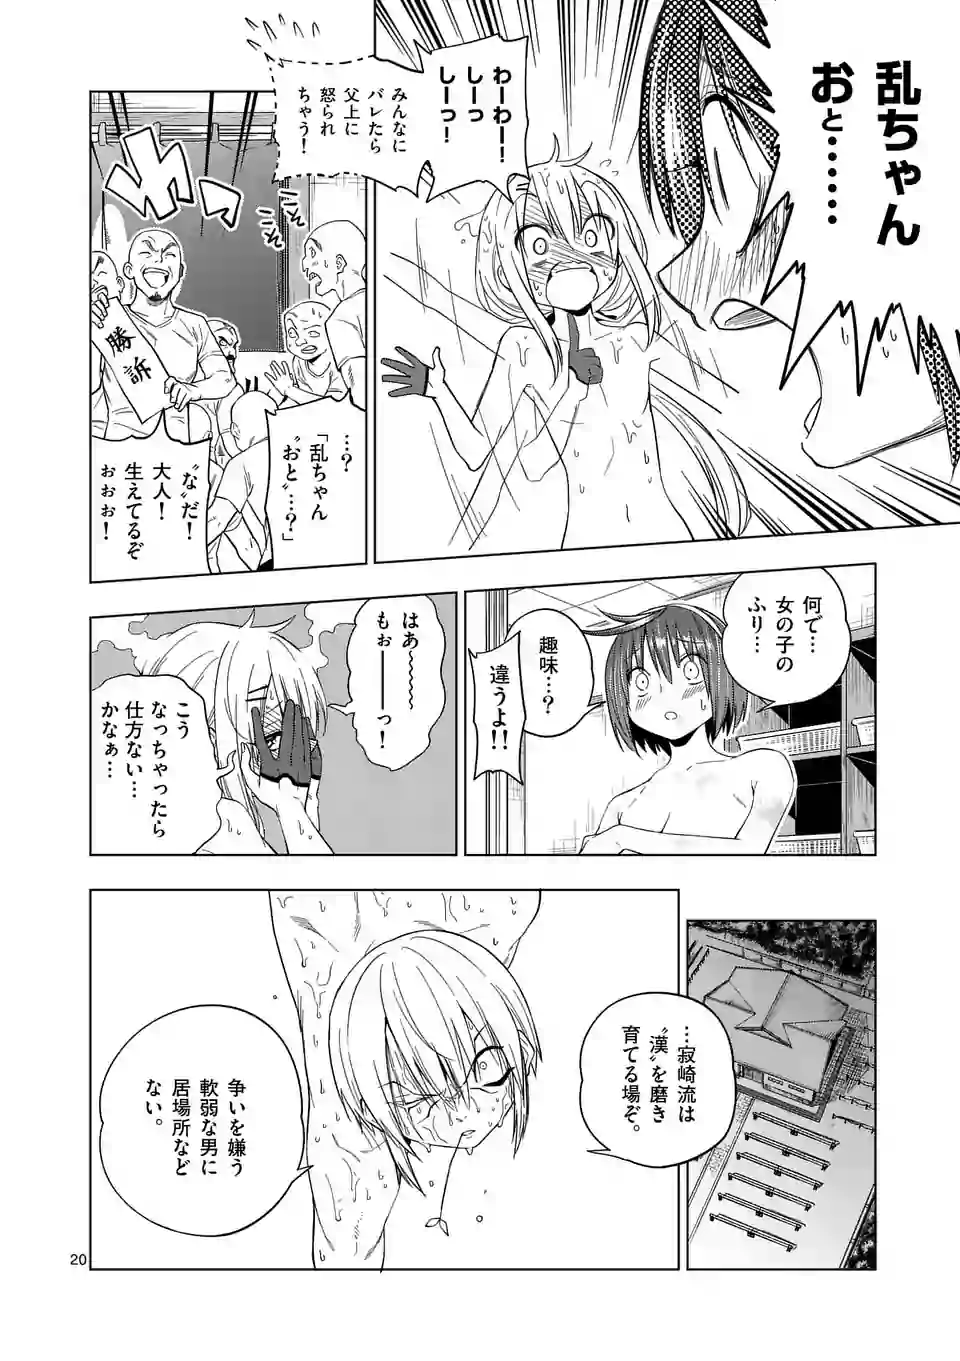 乱ちゃん
おと……
わーわー！
しーっ
しーっ！
みんなに
バレたら
父上に
怒られ
ちゃう！
こそ
こそ
勝訴
…？
「乱ちゃん
〝おと〟…？」
〝な〟だ！
大人！
生えてるぞ
おぉぉ！
何で…
女の子の
ふり…
趣味…？
違うよ!!
はあ〜〜〜
もぉーーっ！
こう
なっちゃったら
仕方ない…
かなぁ…
…寂崎流は
〝漢〟を磨き
育てる場ぞ。
争いを嫌う
軟弱な男に
居場所など
ない。
20